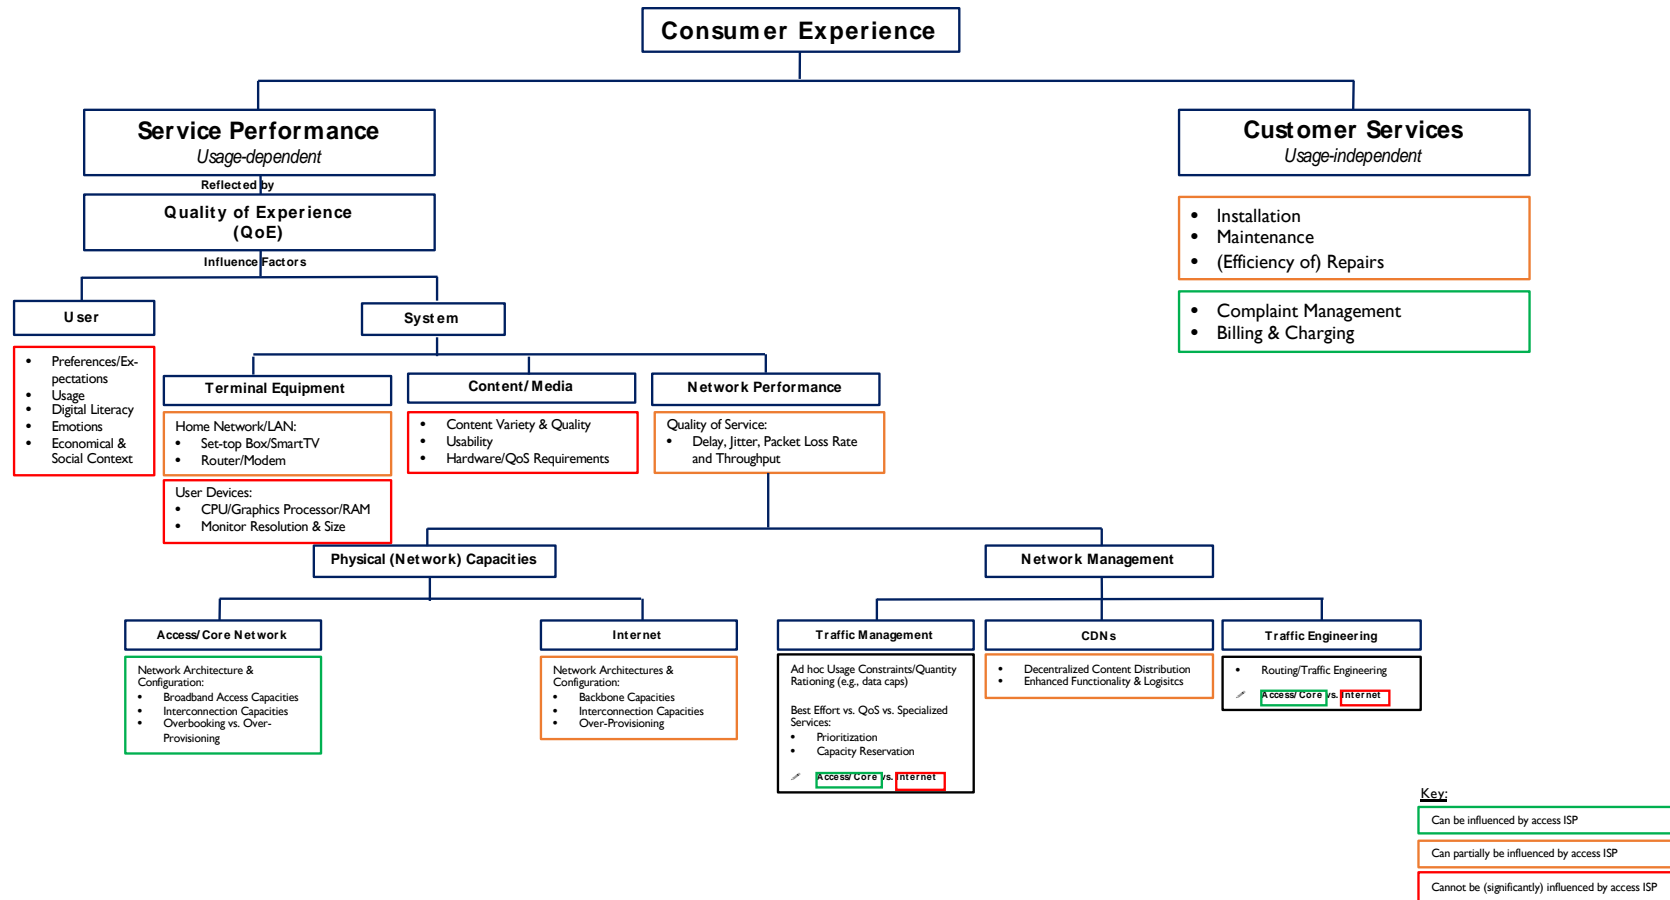 Consumer Experience
Service Performance
Usage-dependent
Customer Services
Usage-independent
Reflected by
Quality of Experience
(QoE)
Influence Factors
• Installation
• Maintenance
• (Efficiency of) Repairs
• Complaint Management
• Billing & Charging
User
System
• Preferences/Ex-
pectations
• Usage
• Digital Literacy
• Emotions
• Economical &
Social Context
Terminal Equipment
Home Network/LAN:
• Set-top Box/SmartTV
• Router/Modem
User Devices:
• CPU/Graphics Processor/RAM
• Monitor Resolution & Size
Content/Media
• Content Variety & Quality
• Usability
• Hardware/QoS Requirements
Network Performance
Quality of Service:
• Delay, Jitter, Packet Loss Rate
and Throughput
Physical (Network) Capacities
Network Management
Access/Core Network
Network Architecture &
Configuration:
• Broadband Access Capacities
• Interconnection Capacities
• Overbooking vs. Over-
Provisioning
Internet
Network Architectures &
Configuration:
• Backbone Capacities
• Interconnection Capacities
• Over-Provisioning
Traffic Management
Ad hoc Usage Constraints/Quantity
Rationing (e.g., data caps)
Best Effort vs. QoS vs. Specialized
Services:
• Prioritization
• Capacity Reservation
Access/Core vs. Internet
CDNs
• Decentralized Content Distribution
• Enhanced Functionality & Logisitcs
Traffic Engineering
• Routing/Traffic Engineering
Access/Core vs. Internet
Key:
Can be influenced by access ISP
Can partially be influenced by access ISP
Cannot be (significantly) influenced by access ISP